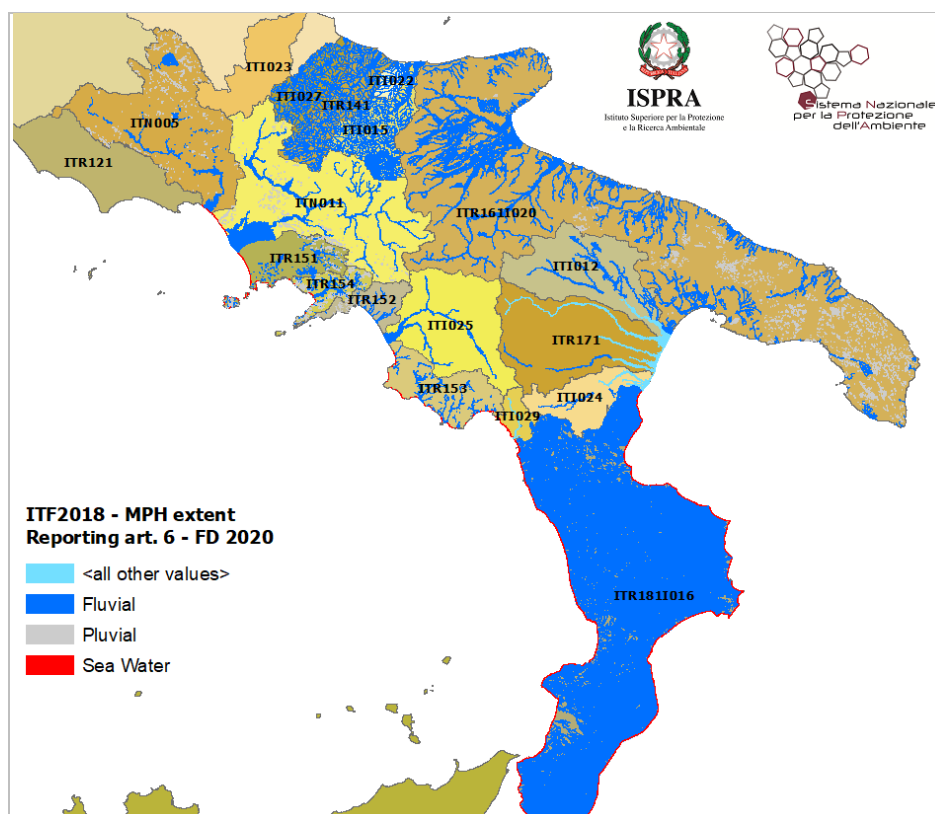 ISPRA
Istituto Superiore per la Protezione
e la Ricerca Ambientale
Sistema Nazionale
per la Protezione
dell'Ambiente
ITI023
ITI022
ITI027
ITR141
ITI015
ITN005
ITR121
ITN011
ITR161I020
ITR151
ITI012
ITR154
ITR152
ITI025
ITR171
ITR153
ITI024
ITI029
ITR181I016
ITF2018 - MPH extent
Reporting art. 6 - FD 2020
<all other values>
Fluvial
Pluvial
Sea Water